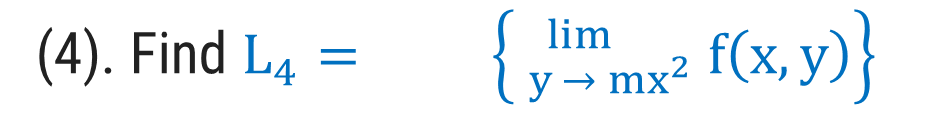 (4). Find L₄ = { lim y → mx² f(x, y)}